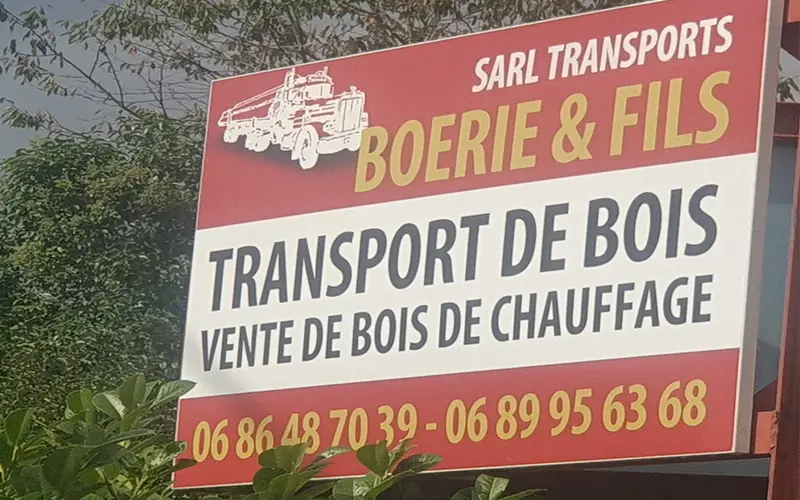 SARL TRANSPORTS
BOERIE & FILS
TRANSPORT DE BOIS
VENTE DE BOIS DE CHAUFFAGE
06 86 48 70 39 - 06 89 95 63 68